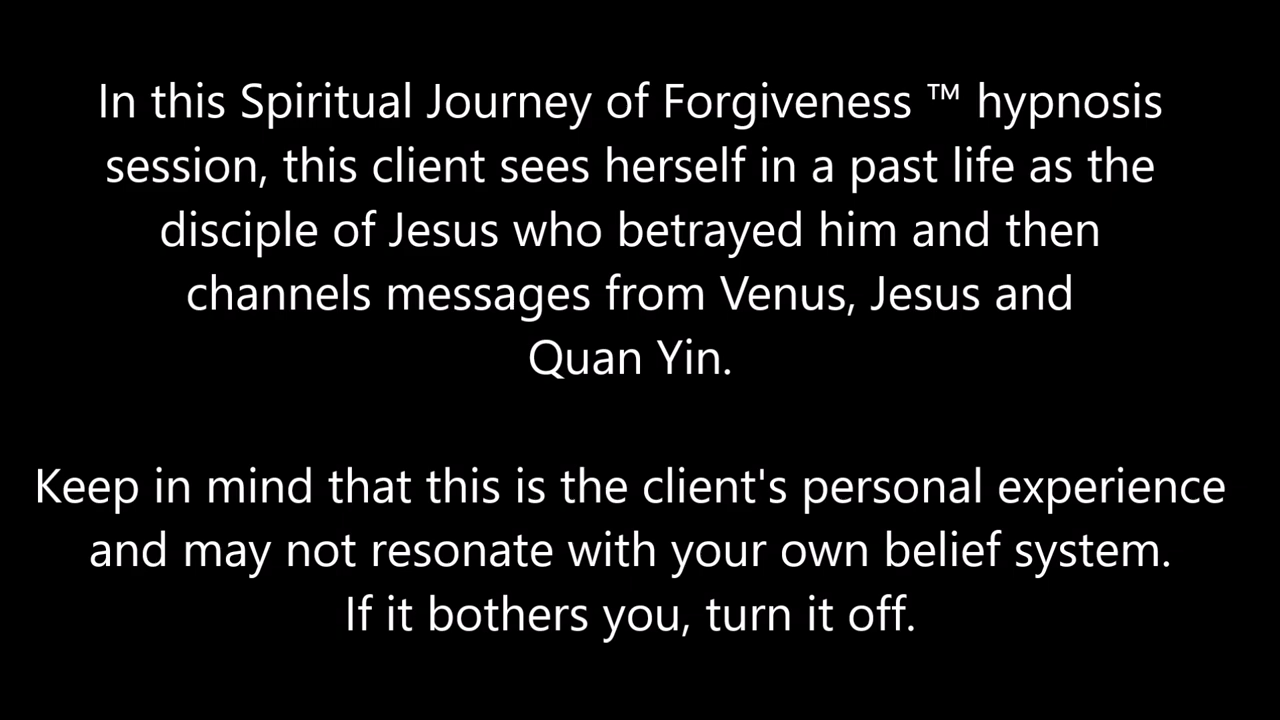 In this Spiritual Journey of Forgiveness ™ hypnosis
session, this client sees herself in a past life as the
disciple of Jesus who betrayed him and then
channels messages from Venus, Jesus and
Quan Yin.
Keep in mind that this is the client's personal experience
and may not resonate with your own belief system.
If it bothers you, turn it off.